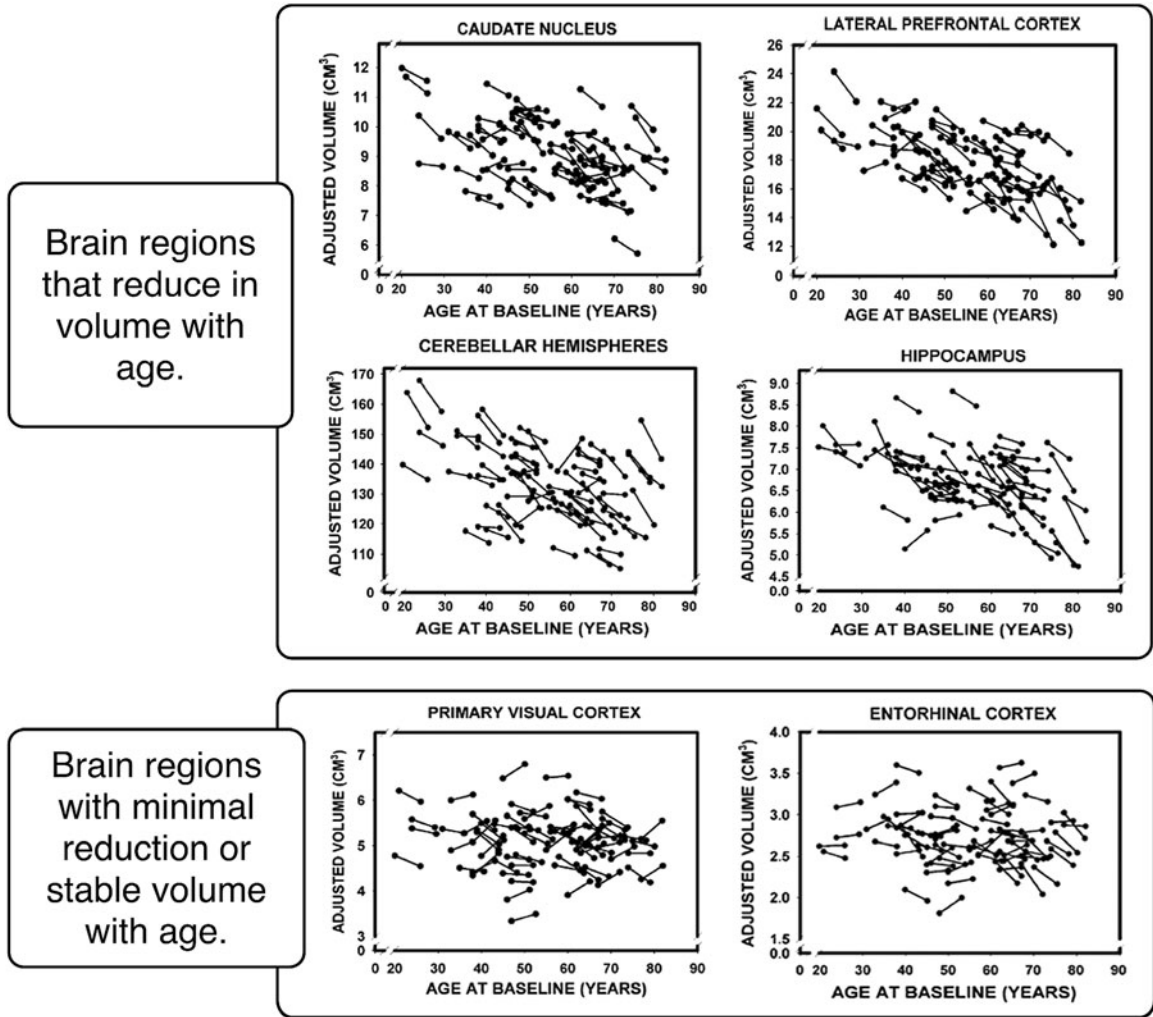 Brain regions
that reduce in
volume with
age.
CAUDATE NUCLEUS
ADJUSTED VOLUME (CM³)
12
11
10
9
8
7
6
0
0 20 30 40 50 60 70 80 90
AGE AT BASELINE (YEARS)
LATERAL PREFRONTAL CORTEX
ADJUSTED VOLUME (CM³)
26
24
22
20
18
16
14
12
0
0 20 30 40 50 60 70 80 90
AGE AT BASELINE (YEARS)
CEREBELLAR HEMISPHERES
ADJUSTED VOLUME (CM³)
170
160
150
140
130
120
110
0
0 20 30 40 50 60 70 80 90
AGE AT BASELINE (YEARS)
HIPPOCAMPUS
ADJUSTED VOLUME (CM³)
9.0
8.5
8.0
7.5
7.0
6.5
6.0
5.5
5.0
4.5
0.0
0 20 30 40 50 60 70 80 90
AGE AT BASELINE (YEARS)
Brain regions
with minimal
reduction or
stable volume
with age.
PRIMARY VISUAL CORTEX
ADJUSTED VOLUME (CM³)
7
6
5
4
3
0
0 20 30 40 50 60 70 80 90
AGE AT BASELINE (YEARS)
ENTORHINAL CORTEX
ADJUSTED VOLUME (CM³)
4.0
3.5
3.0
2.5
2.0
1.5
0.0
0 20 30 40 50 60 70 80 90
AGE AT BASELINE (YEARS)